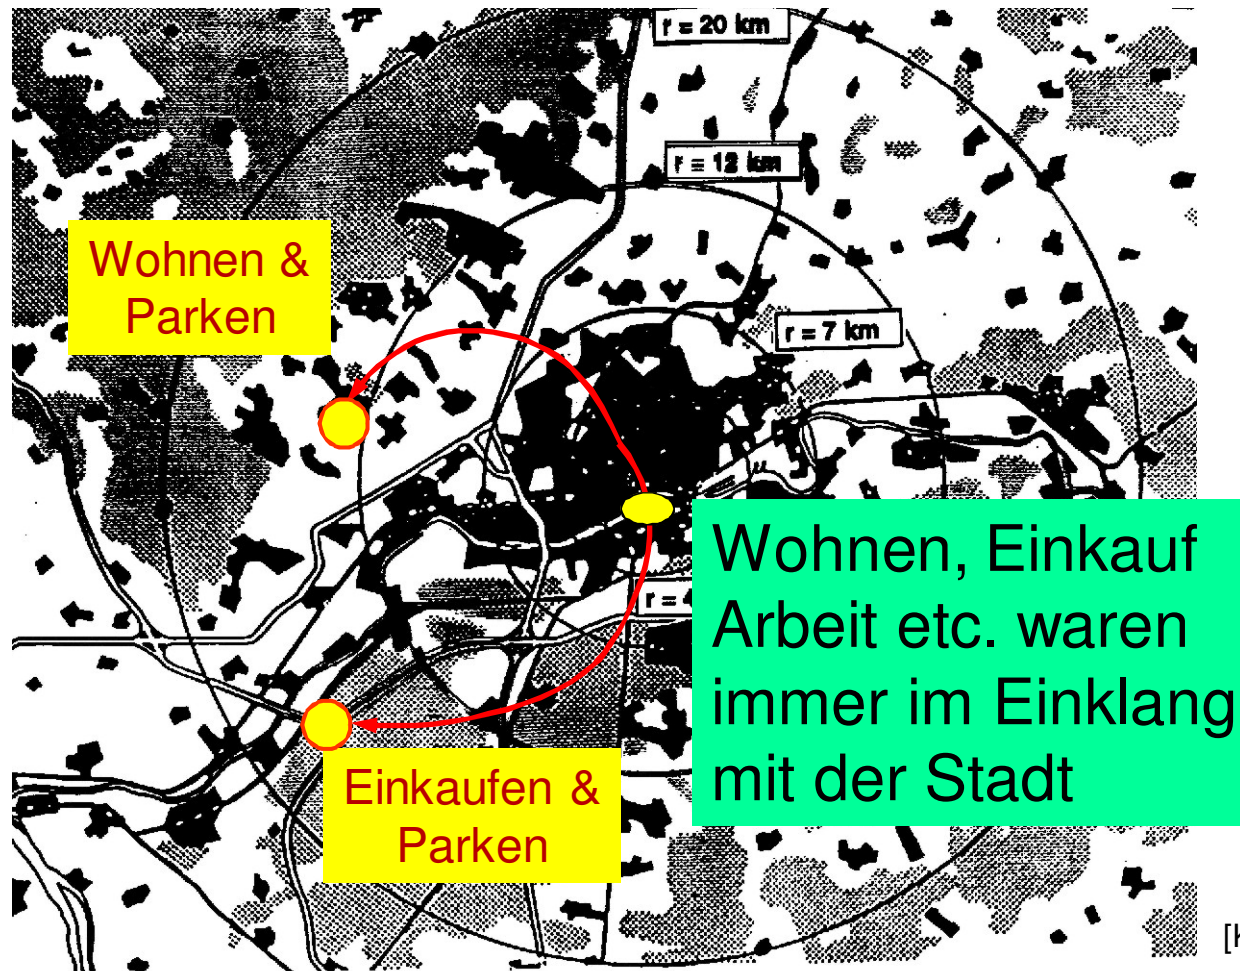 r = 20 km
r = 12 km
Wohnen &
Parken
r = 7 km
Wohnen, Einkauf
Arbeit etc. waren
immer im Einklang
mit der Stadt
r =
Einkaufen &
Parken